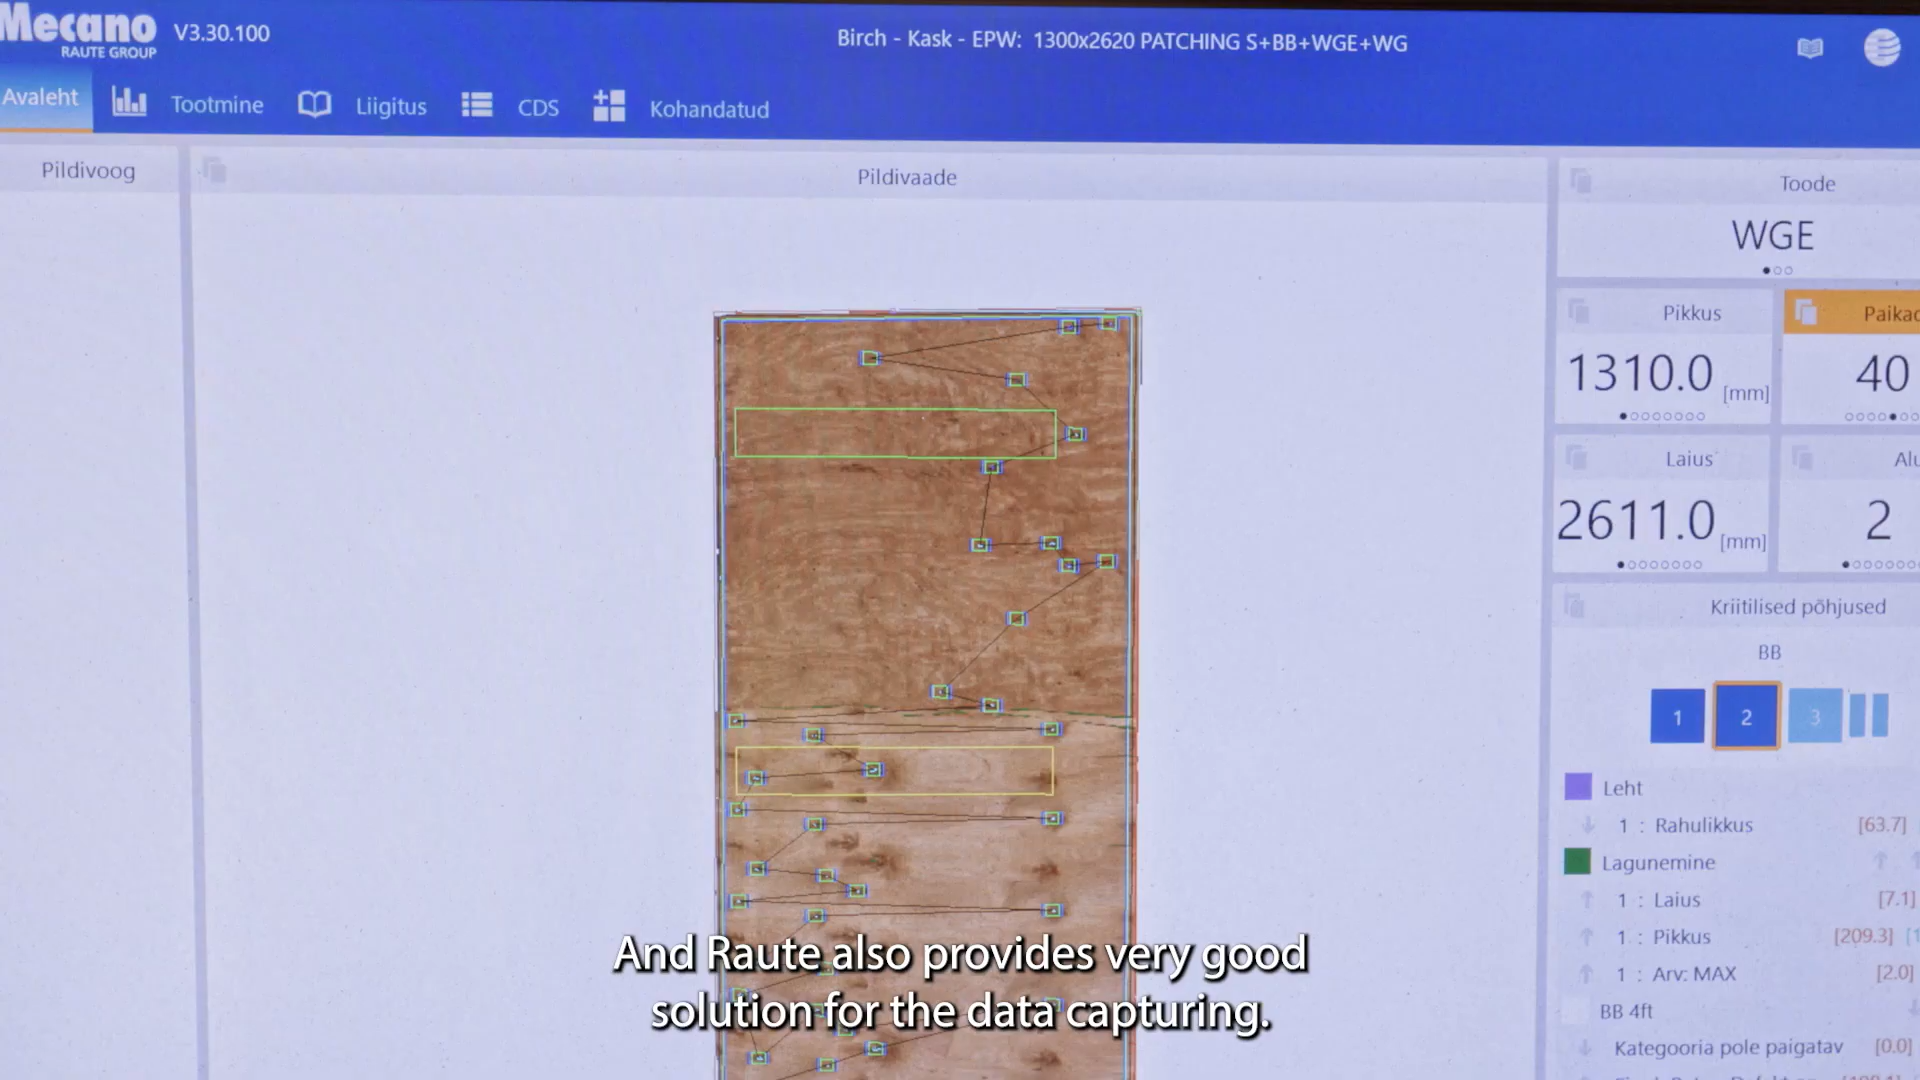 Mecano
RAUTE GROUP
V3.30.100
Birch - Kask - EPW: 1300x2620 PATCHING S+BB+WGE+WG
Avaleht
Tootmine
Liigitus
CDS
Kohandatud
Pildivoog
Pildivaade
Toode
WGE
Pikkus
1310.0 [mm]
40
Laius
2611.0 [mm]
2
Kriitilised põhjused
BB
1 2 3
Leht
1 : Rahulikkus [63.7]
Lagunemine
1 : Laius [7.1]
1 : Pikkus [209.3]
1 : Arv: MAX [2.0]
BB 4ft
Kategooria pole paigatav [0.0]
And Raute also provides very good
solution for the data capturing.